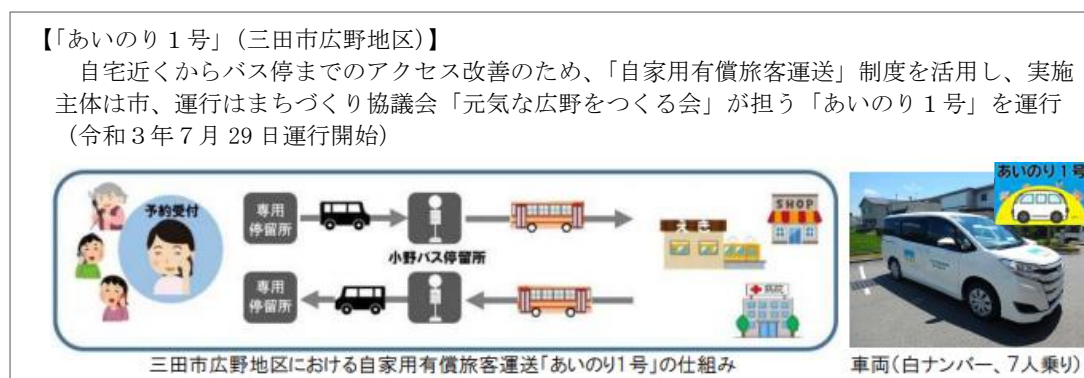 【「あいのり１号」（三田市広野地区）】
自宅近くからバス停までのアクセス改善のため、「自家用有償旅客運送」制度を活用し、実施
主体は市、運行はまちづくり協議会「元気な広野をつくる会」が担う「あいのり１号」を運行
（令和３年７月 29 日運行開始）
あいのり１号
予約受付
専用
停留所
小野バス停留所
えき
SHOP
専用
停留所
病院
三田市広野地区における自家用有償旅客運送「あいのり1号」の仕組み
車両（白ナンバー、7人乗り）